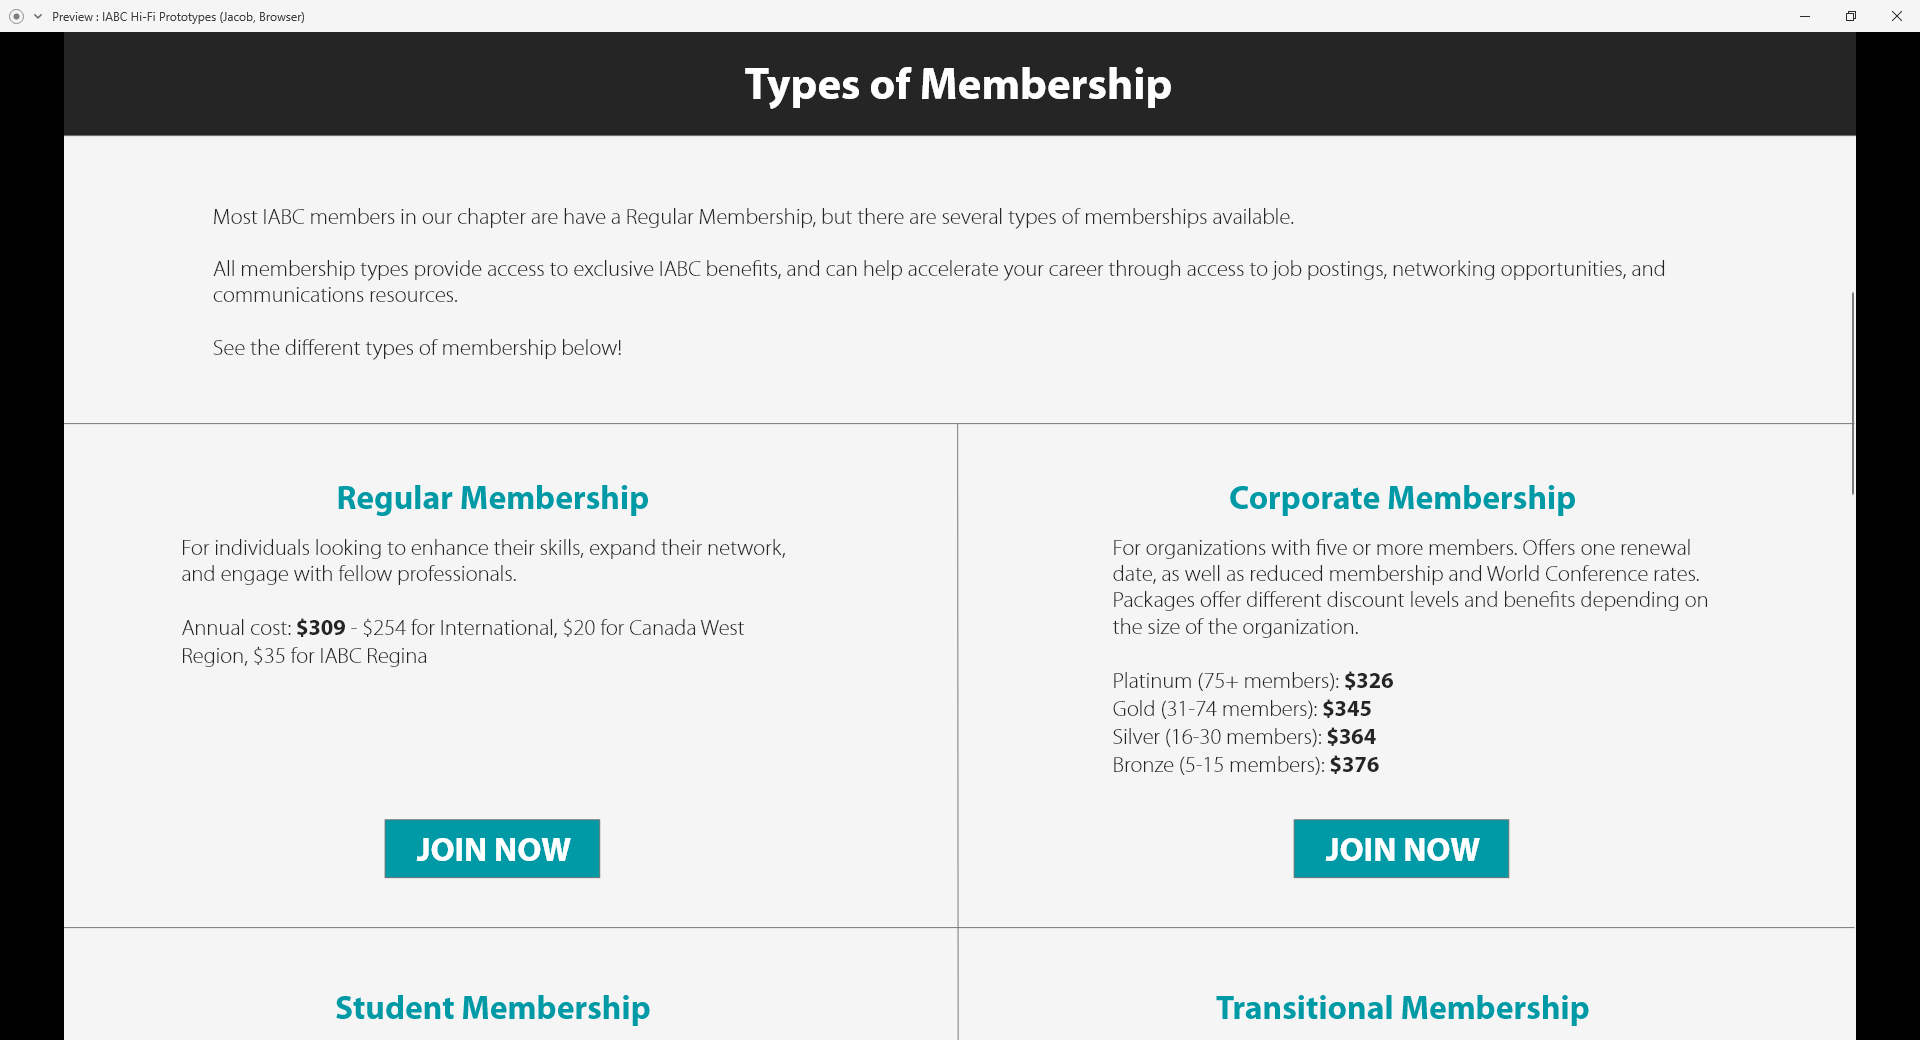 Preview : IABC Hi-Fi Prototypes (Jacob, Browser)
Types of Membership
Most IABC members in our chapter are have a Regular Membership, but there are several types of memberships available.
All membership types provide access to exclusive IABC benefits, and can help accelerate your career through access to job postings, networking opportunities, and
communications resources.
See the different types of membership below!
Regular Membership
For individuals looking to enhance their skills, expand their network,
and engage with fellow professionals.
Annual cost: $309 - $254 for International, $20 for Canada West
Region, $35 for IABC Regina
JOIN NOW
Corporate Membership
For organizations with five or more members. Offers one renewal
date, as well as reduced membership and World Conference rates.
Packages offer different discount levels and benefits depending on
the size of the organization.
Platinum (75+ members): $326
Gold (31-74 members): $345
Silver (16-30 members): $364
Bronze (5-15 members): $376
JOIN NOW
Student Membership
Transitional Membership